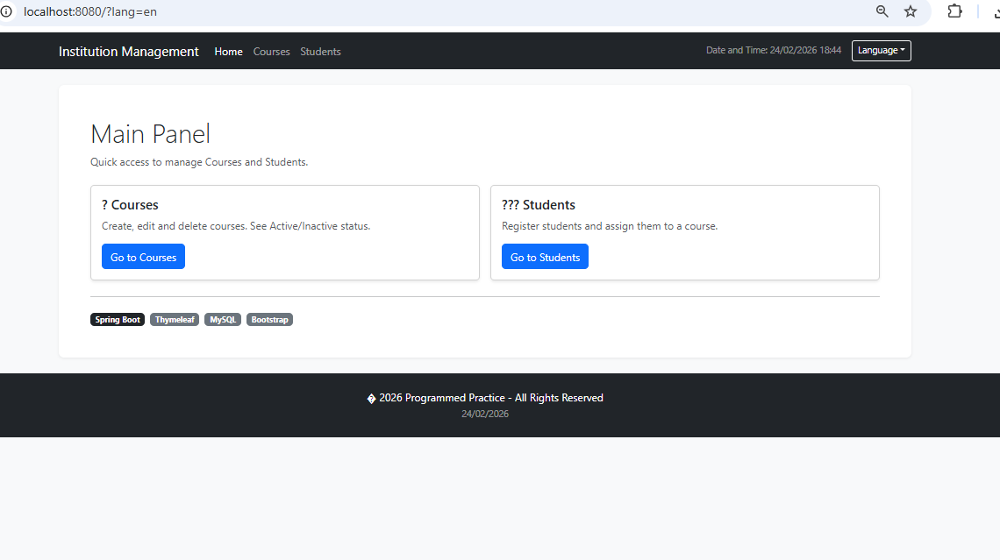 localhost:8080/?lang=en
Institution Management Home Courses Students Date and Time: 24/02/2026 18:44 Language
Main Panel
Quick access to manage Courses and Students.
? Courses
Create, edit and delete courses. See Active/Inactive status.
Go to Courses
??? Students
Register students and assign them to a course.
Go to Students
Spring Boot Thymeleaf MySQL Bootstrap
� 2026 Programmed Practice - All Rights Reserved
24/02/2026